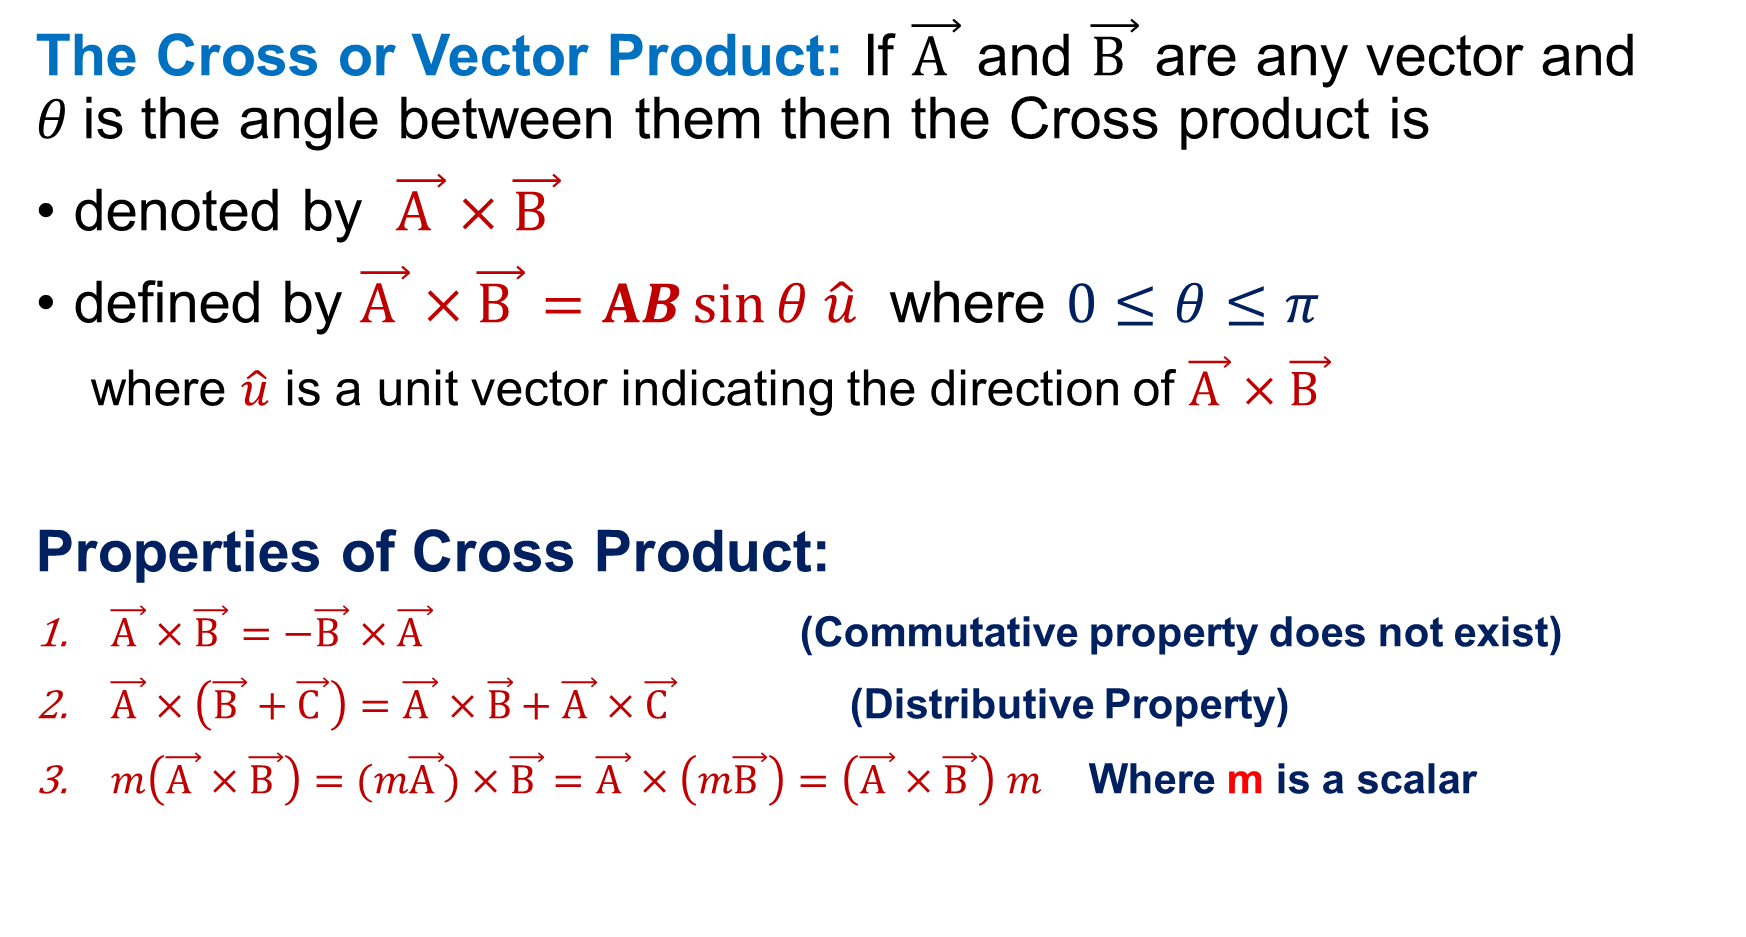 The Cross or Vector Product: If A⃗ and B⃗ are any vector and
θ is the angle between them then the Cross product is
• denoted by A⃗ × B⃗
• defined by A⃗ × B⃗ = AB sin θ û where 0 ≤ θ ≤ π
where û is a unit vector indicating the direction of A⃗ × B⃗
Properties of Cross Product:
1. A⃗ × B⃗ = −B⃗ × A⃗ (Commutative property does not exist)
2. A⃗ × (B⃗ + C⃗) = A⃗ × B⃗ + A⃗ × C⃗ (Distributive Property)
3. m(A⃗ × B⃗) = (mA⃗) × B⃗ = A⃗ × (mB⃗) = (A⃗ × B⃗) m Where m is a scalar